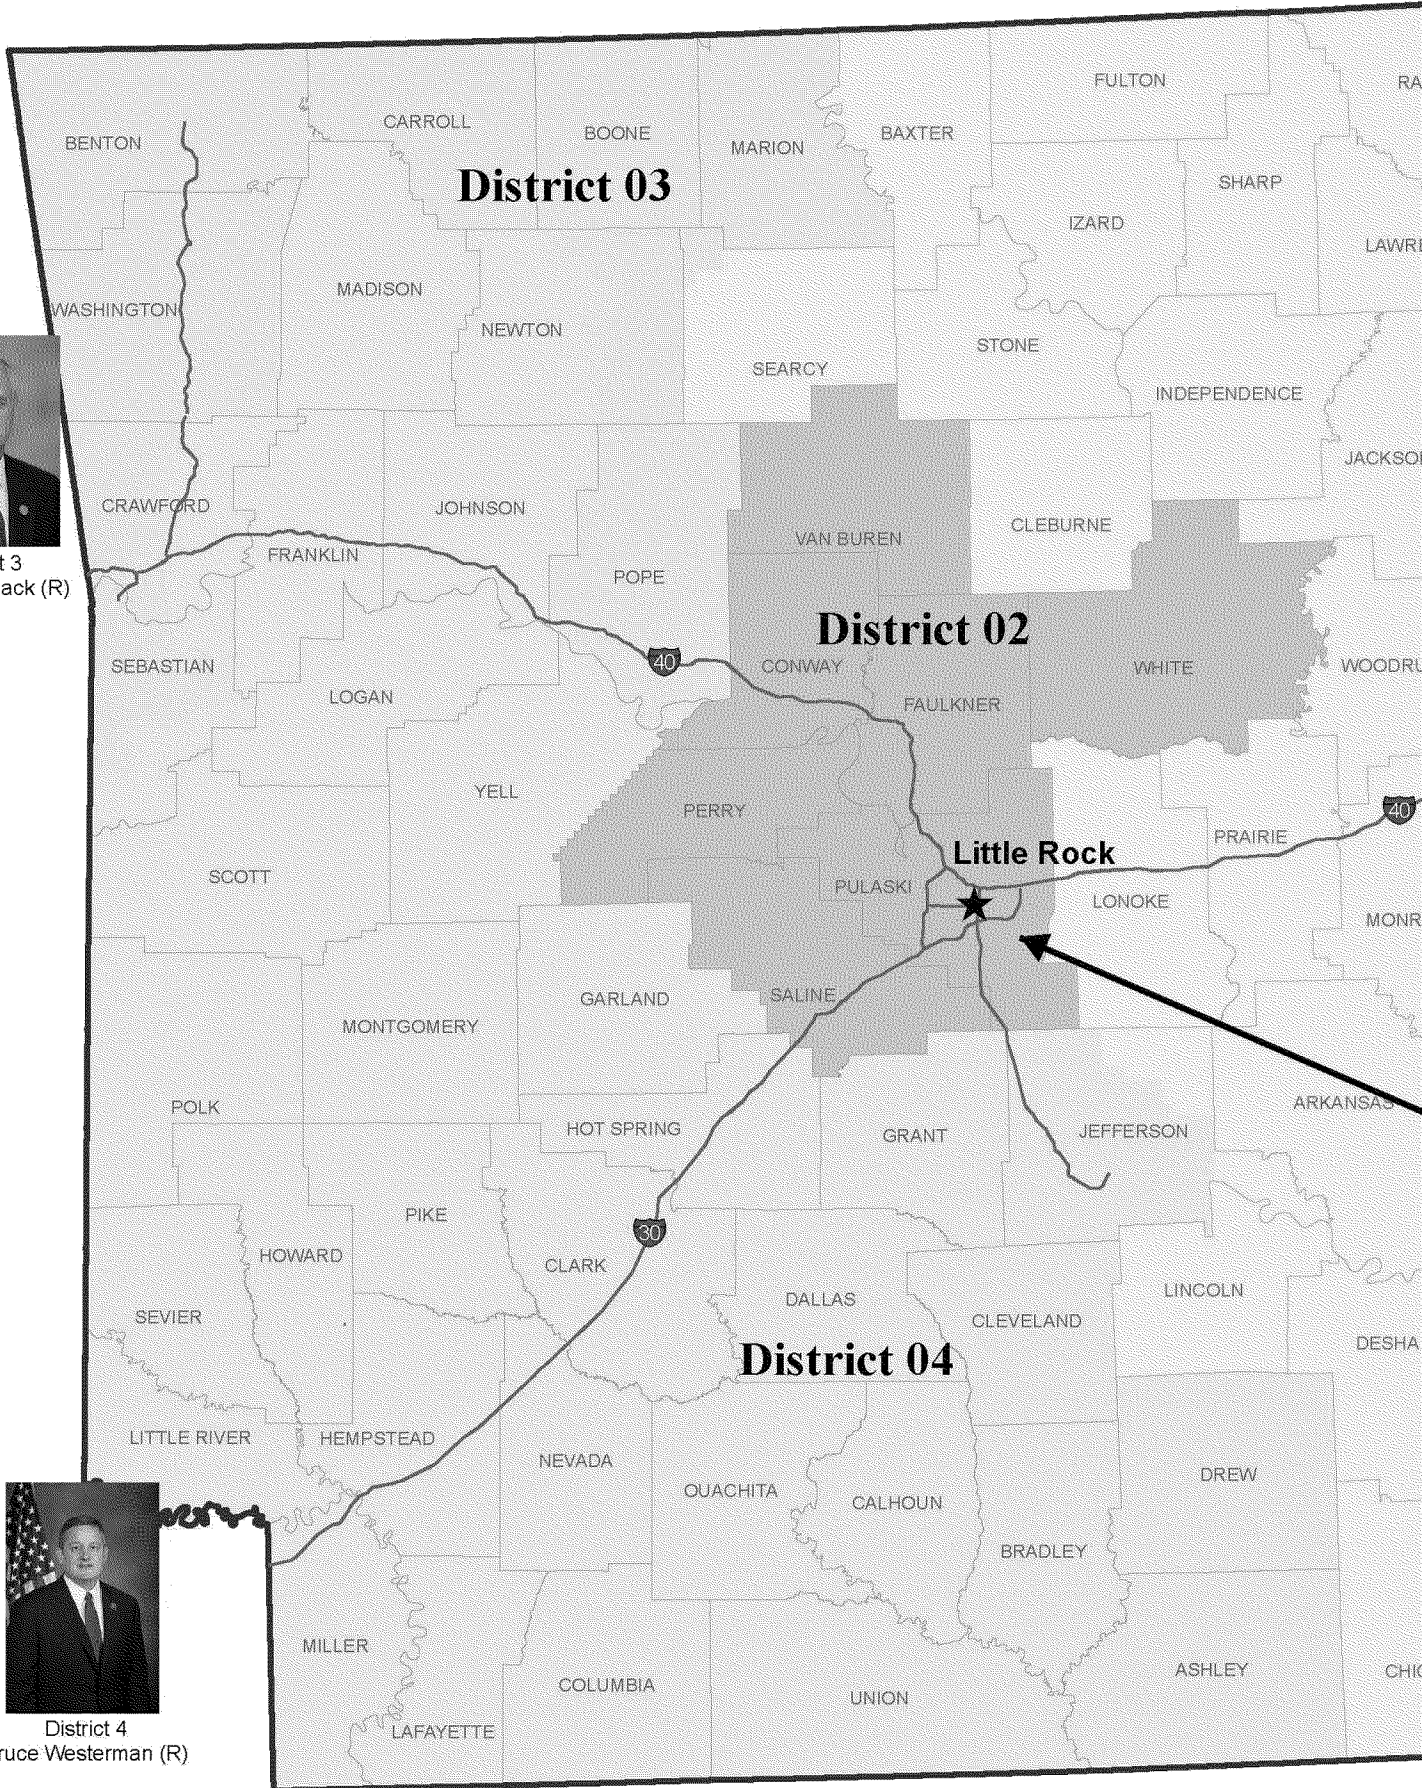 FULTON
RA
CARROLL
BOONE
BENTON
MARION
BAXTER
District 03
SHARP
IZARD
LAWRE
MADISON
WASHINGTON
NEWTON
STONE
SEARCY
INDEPENDENCE
JACKSON
CRAWFORD
JOHNSON
CLEBURNE
VAN BUREN
FRANKLIN
t 3
POPE
ack (R)
District 02
SEBASTIAN
40
CONWAY
WHITE
WOODRU
LOGAN
FAULKNER
YELL
PERRY
40
PRAIRIE
Little Rock
SCOTT
PULASKI
LONOKE
MONR
GARLAND
SALINE
MONTGOMERY
POLK
ARKANSAS
HOT SPRING
GRANT
JEFFERSON
PIKE
30
HOWARD
CLARK
LINCOLN
DALLAS
SEVIER
CLEVELAND
DESHA
District 04
LITTLE RIVER
HEMPSTEAD
NEVADA
DREW
OUACHITA
CALHOUN
BRADLEY
MILLER
ASHLEY
CHIC
COLUMBIA
UNION
District 4
LAFAYETTE
ruce Westerman (R)